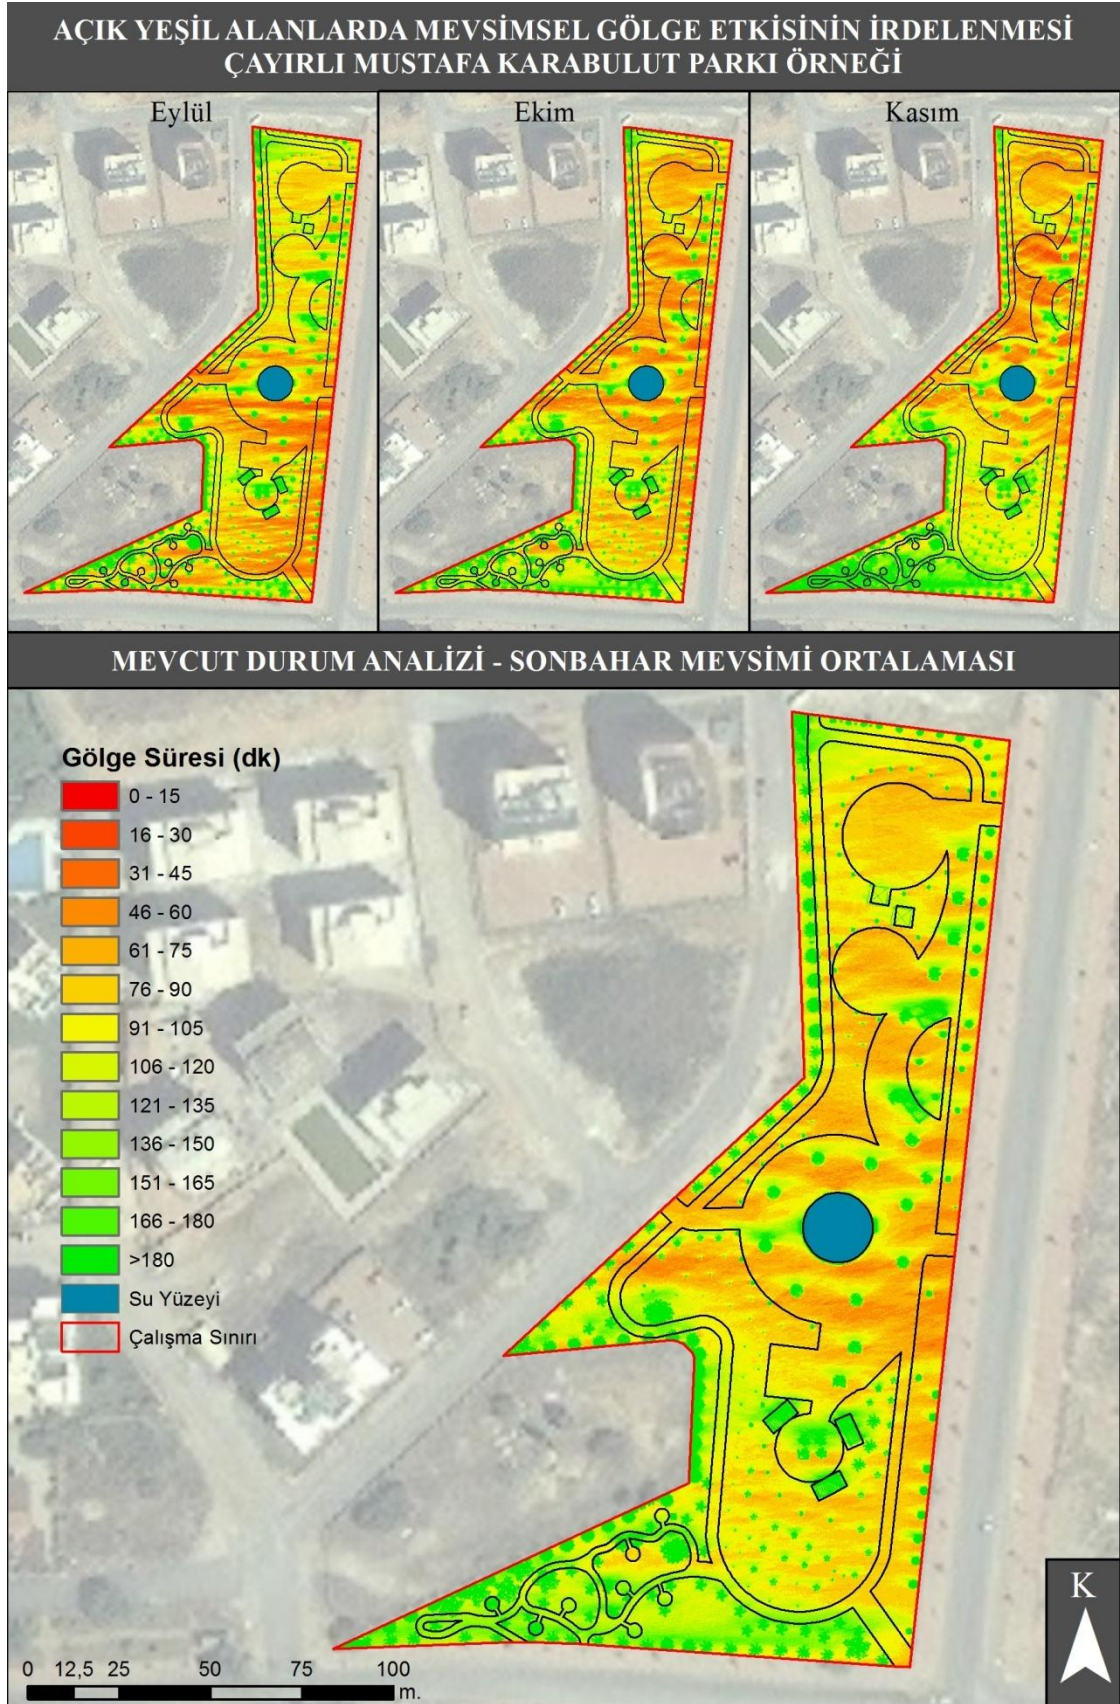 AÇIK YEŞİL ALANLARDA MEVSİMSEL GÖLGE ETKİSİNİN İRDELENMESİ
ÇAYIRLI MUSTAFA KARABULUT PARKI ÖRNEĞİ
Eylül
Ekim
Kasım
MEVCUT DURUM ANALİZİ - SONBAHAR MEVSİMİ ORTALAMASI
Gölge Süresi (dk)
0 - 15
16 - 30
31 - 45
46 - 60
61 - 75
76 - 90
91 - 105
106 - 120
121 - 135
136 - 150
151 - 165
166 - 180
>180
Su Yüzeyi
Çalışma Sınırı
K
0 12,5 25 50 75 100
m.